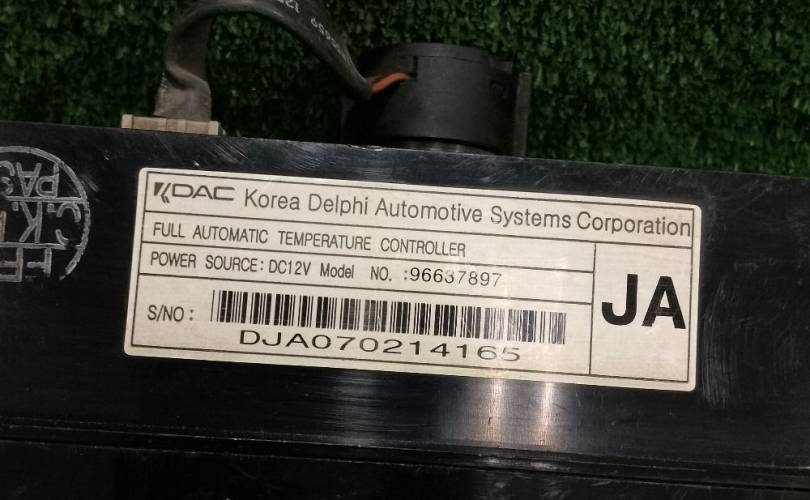 KDAC Korea Delphi Automotive Systems Corporation
FULL AUTOMATIC TEMPERATURE CONTROLLER
POWER SOURCE: DC12V Model NO. :96637897
JA
S/NO :
DJA070214165